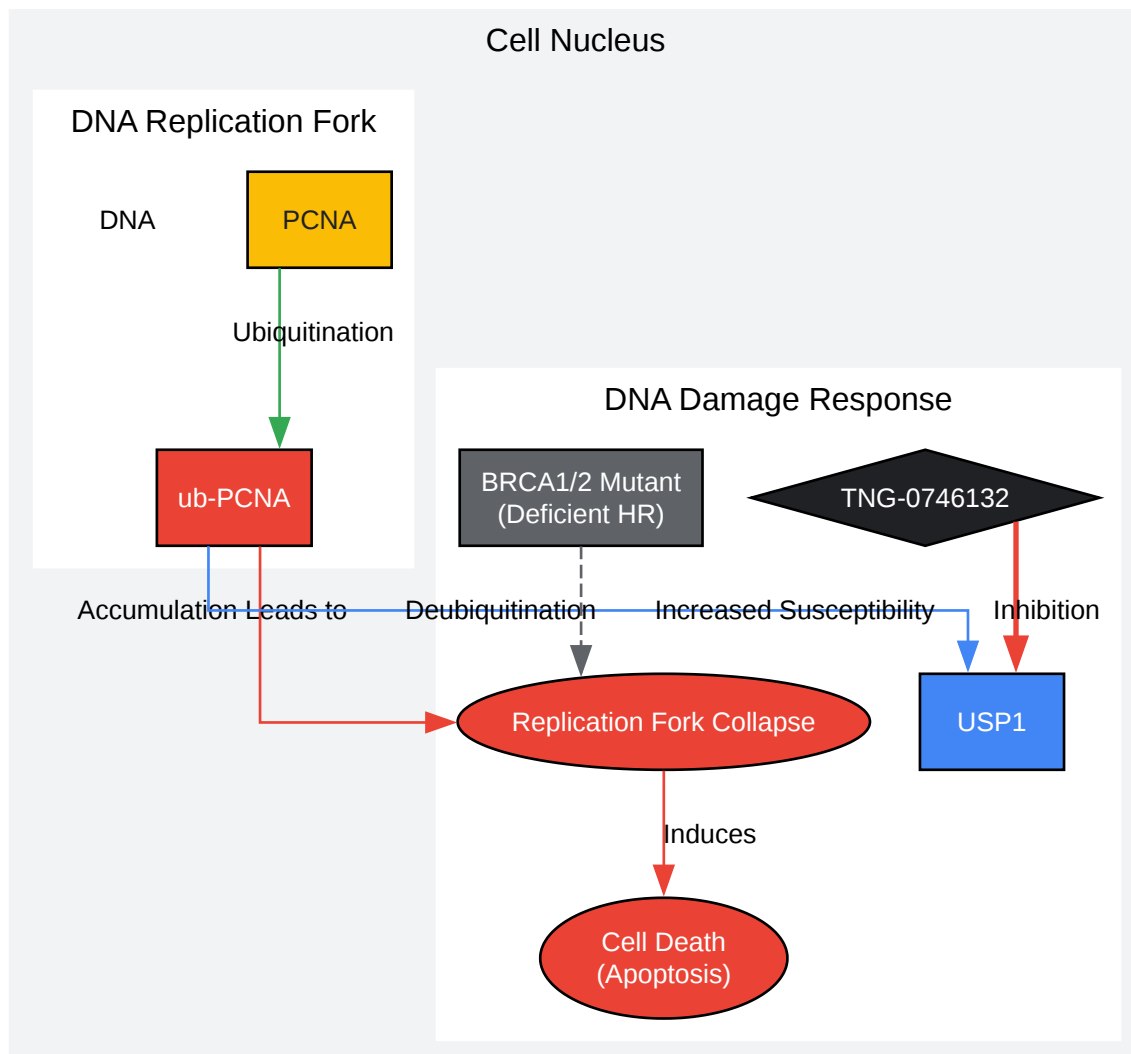 Cell Nucleus
DNA Replication Fork
DNA
PCNA
Ubiquitination
DNA Damage Response
ub-PCNA
BRCA1/2 Mutant
(Deficient HR)
TNG-0746132
Accumulation Leads to
Deubiquitination
Increased Susceptibility
Inhibition
Replication Fork Collapse
USP1
Induces
Cell Death
(Apoptosis)